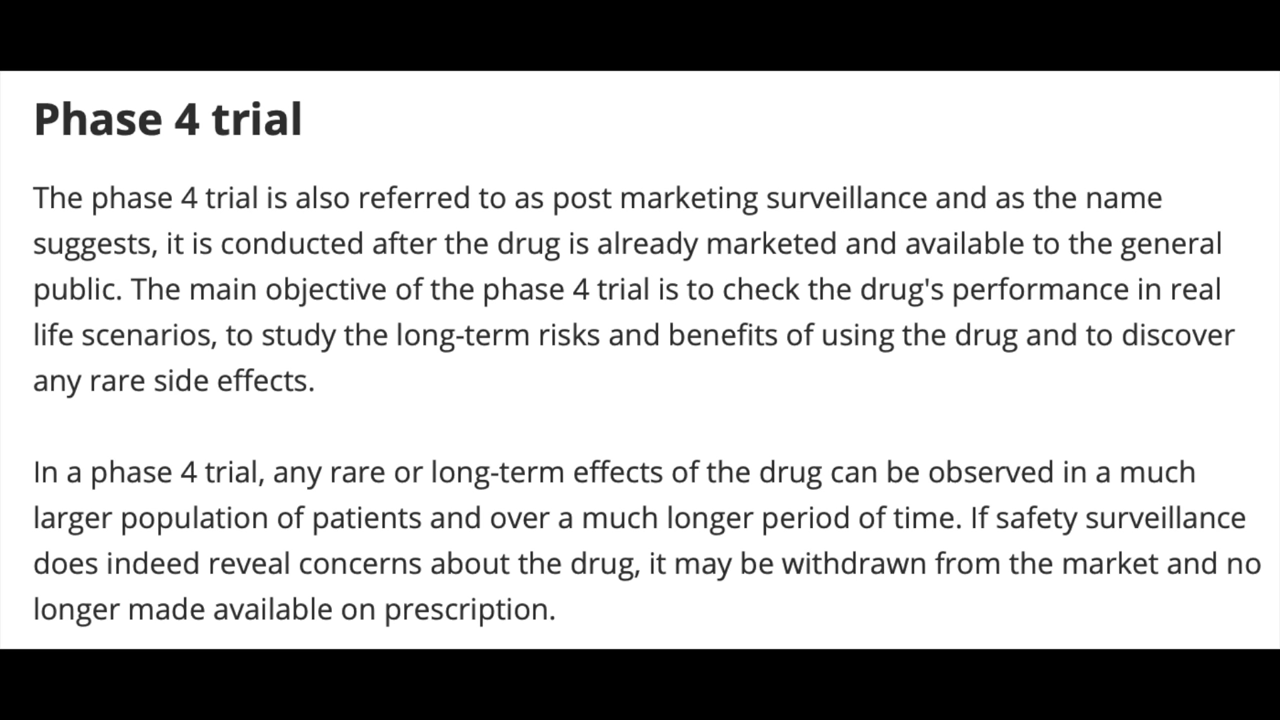 Phase 4 trial
The phase 4 trial is also referred to as post marketing surveillance and as the name
suggests, it is conducted after the drug is already marketed and available to the general
public. The main objective of the phase 4 trial is to check the drug's performance in real
life scenarios, to study the long-term risks and benefits of using the drug and to discover
any rare side effects.
In a phase 4 trial, any rare or long-term effects of the drug can be observed in a much
larger population of patients and over a much longer period of time. If safety surveillance
does indeed reveal concerns about the drug, it may be withdrawn from the market and no
longer made available on prescription.